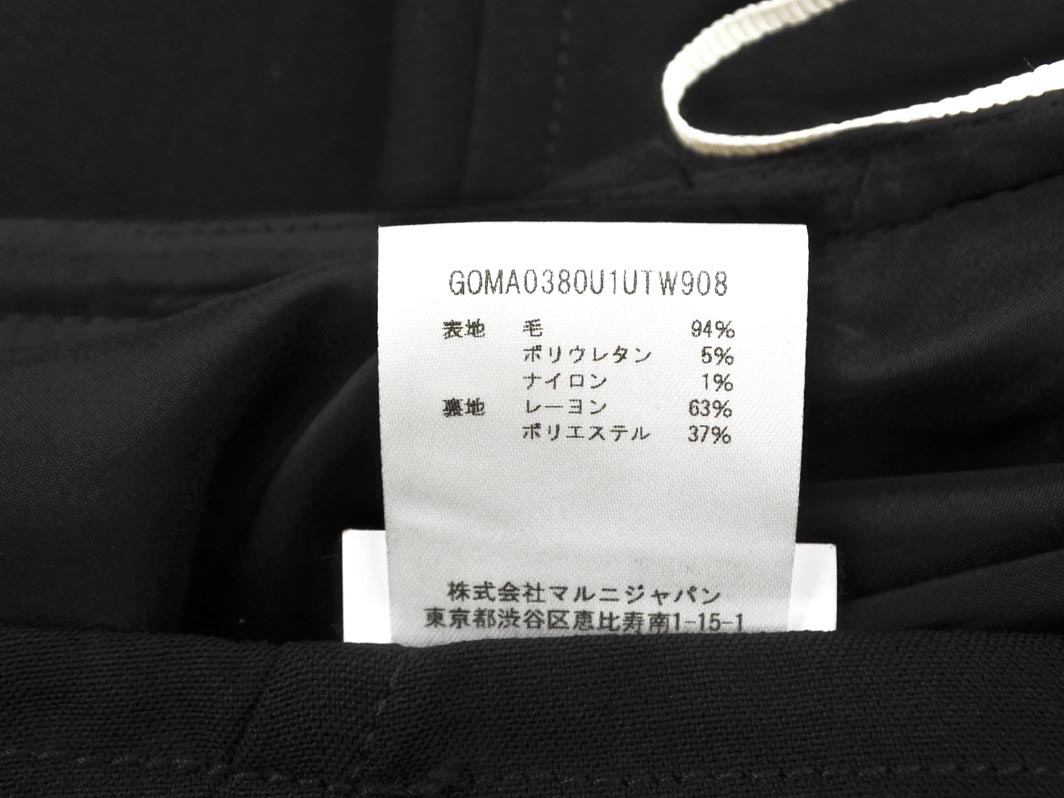 GOMA0380U1UTW908
表地 毛 94%
ポリウレタン 5%
ナイロン 1%
裏地 レーヨン 63%
ポリエステル 37%
株式会社マルニジャパン
東京都渋谷区恵比寿南1-15-1